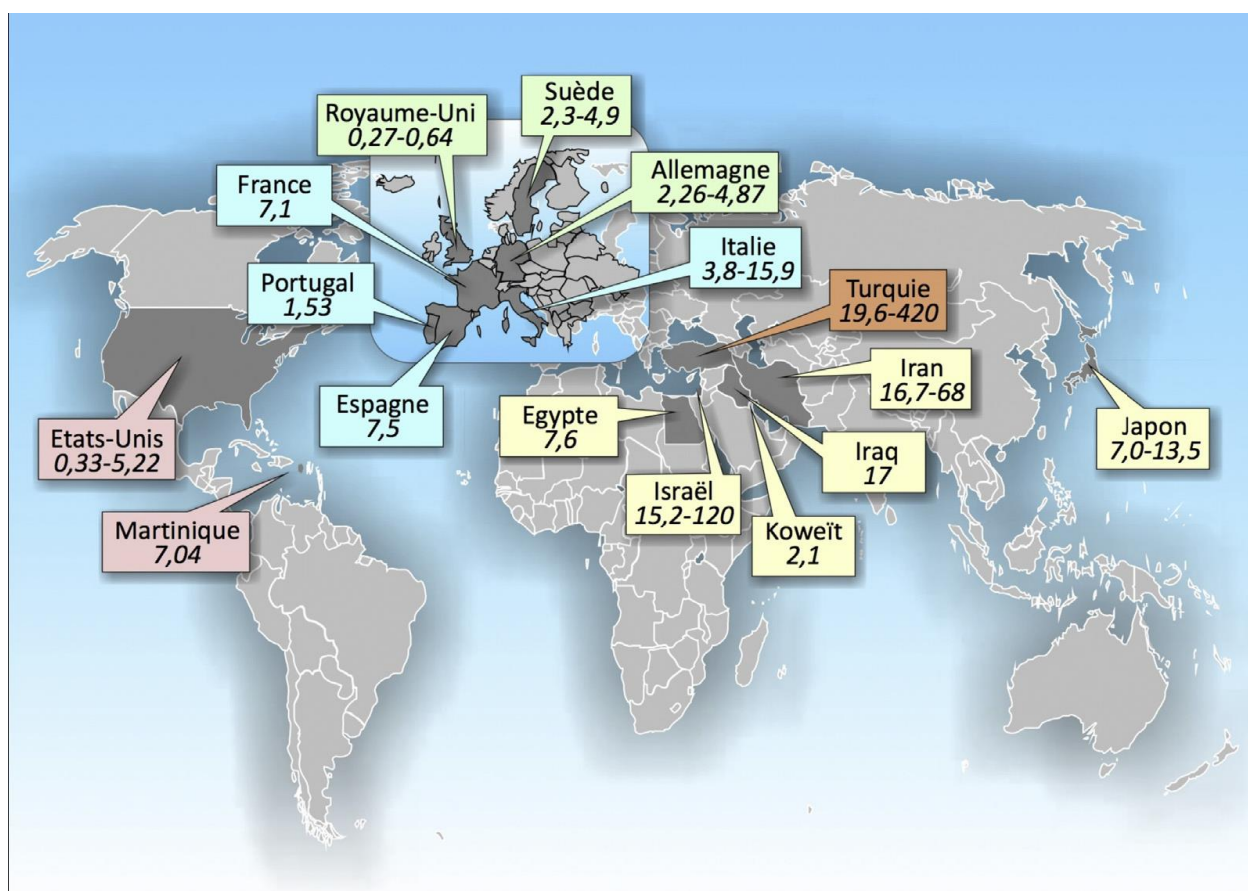 Suède
2,3-4,9
Royaume-Uni
0,27-0,64
Allemagne
2,26-4,87
France
7,1
Italie
3,8-15,9
Portugal
1,53
Turquie
19,6-420
Iran
16,7-68
Espagne
7,5
Egypte
7,6
Japon
7,0-13,5
Etats-Unis
0,33-5,22
Iraq
17
Israël
15,2-120
Martinique
7,04
Koweït
2,1